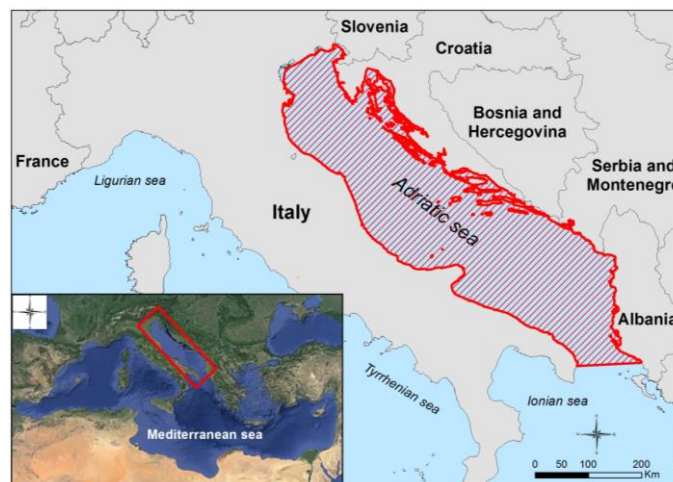 Slovenia
Croatia
Bosnia and
Hercegovina
Serbia and
Montenegro
France
Ligurian sea
Italy
Adriatic sea
Albania
Tyrrhenian sea
Ionian sea
Mediterranean sea
0 50 100 200
KM